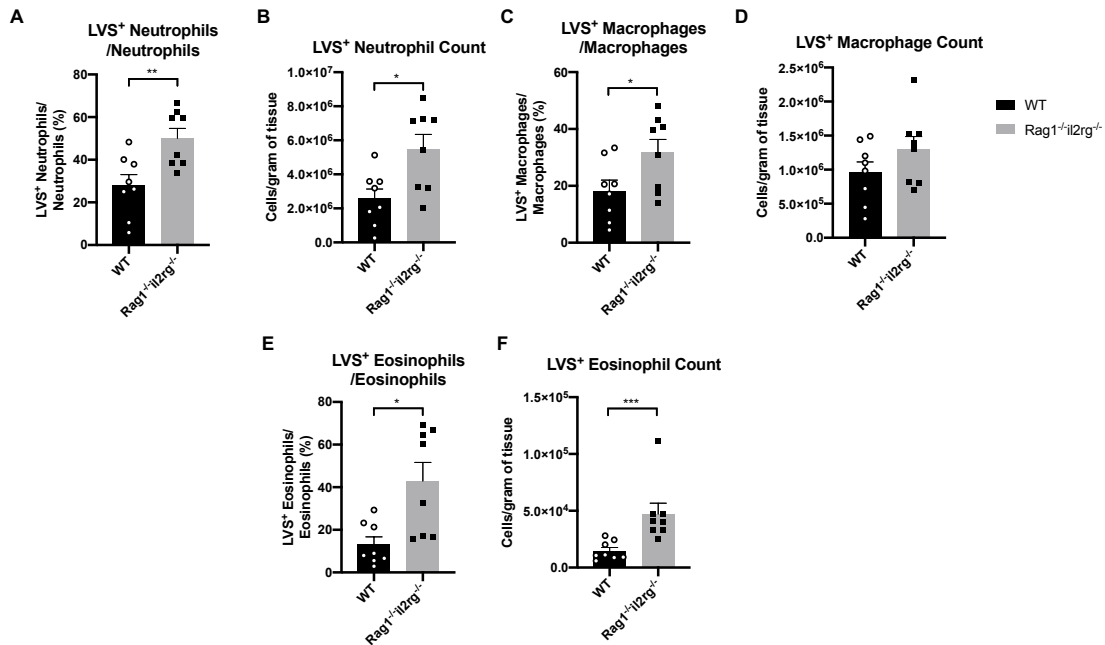 A
LVS⁺ Neutrophils
/Neutrophils
**
80
60
40
20
0
LVS⁺ Neutrophils/
Neutrophils (%)
WT
Rag1⁻/⁻il2rg⁻/⁻
B
LVS⁺ Neutrophil Count
*
1.0×10⁷
8.0×10⁶
6.0×10⁶
4.0×10⁶
2.0×10⁶
0.0
Cells/gram of tissue
WT
Rag1⁻/⁻il2rg⁻/⁻
C
LVS⁺ Macrophages
/Macrophages
*
60
40
20
0
LVS⁺ Macrophages/
Macrophages (%)
WT
Rag1⁻/⁻il2rg⁻/⁻
D
LVS⁺ Macrophage Count
2.5×10⁶
2.0×10⁶
1.5×10⁶
1.0×10⁶
5.0×10⁵
0.0
Cells/gram of tissue
WT
Rag1⁻/⁻il2rg⁻/⁻
WT
Rag1⁻/⁻il2rg⁻/⁻
E
LVS⁺ Eosinophils
/Eosinophils
*
80
60
40
20
0
LVS⁺ Eosinophils/
Eosinophils (%)
WT
Rag1⁻/⁻il2rg⁻/⁻
F
LVS⁺ Eosinophil Count
***
1.5×10⁵
1.0×10⁵
5.0×10⁴
0.0
Cells/gram of tissue
WT
Rag1⁻/⁻il2rg⁻/⁻